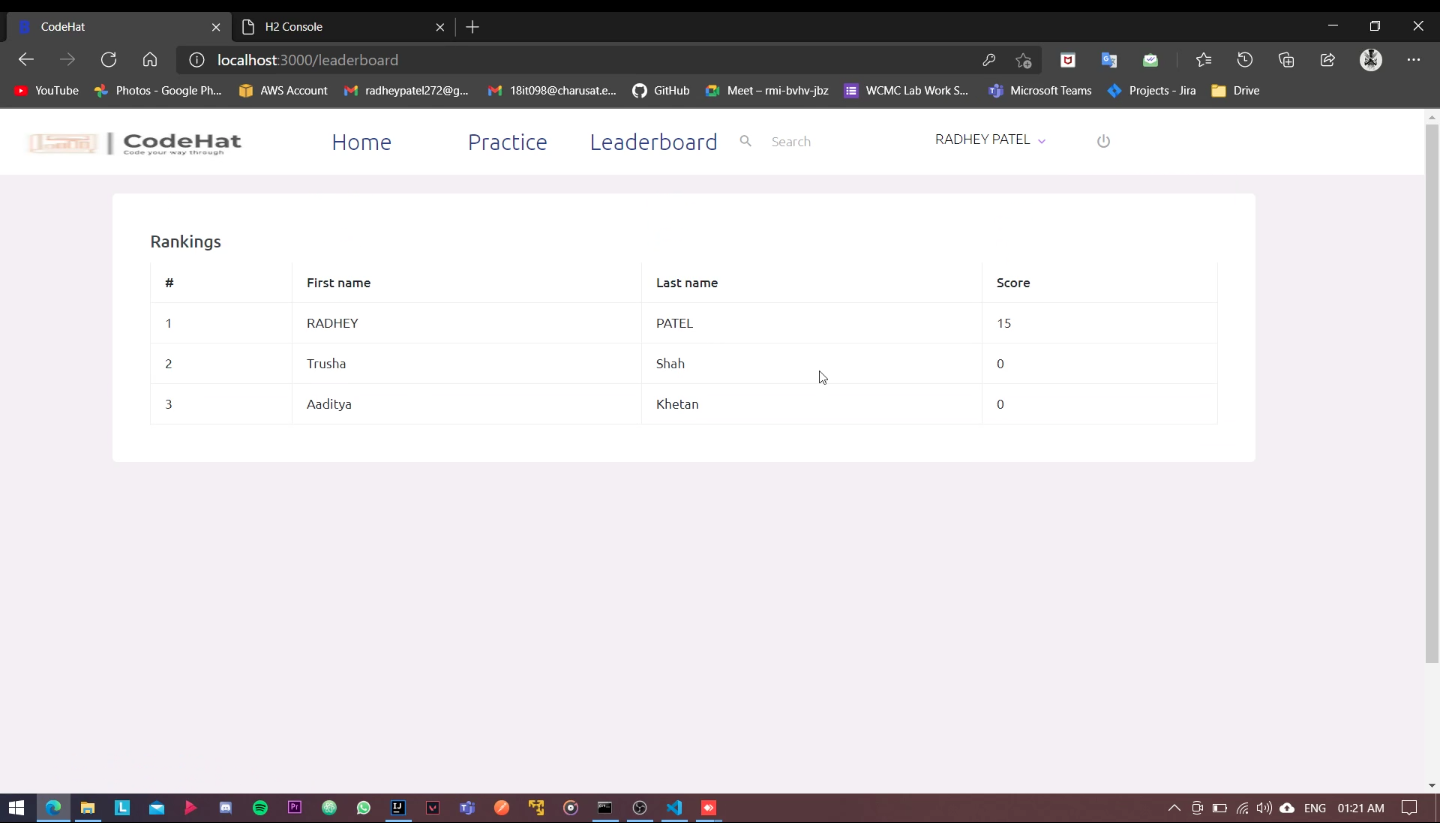 CodeHat
H2 Console
localhost:3000/leaderboard
YouTube
Photos - Google Ph...
AWS Account
radheypatel272@g...
18it098@charusat.e...
GitHub
Meet – rmi-bvhv-jbz
WCMC Lab Work S...
Microsoft Teams
Projects - Jira
Drive
CodeHat
Code your way through
Home
Practice
Leaderboard
Search
RADHEY PATEL
Rankings
# First name Last name Score
1 RADHEY PATEL 15
2 Trusha Shah 0
3 Aaditya Khetan 0
ENG 01:21 AM